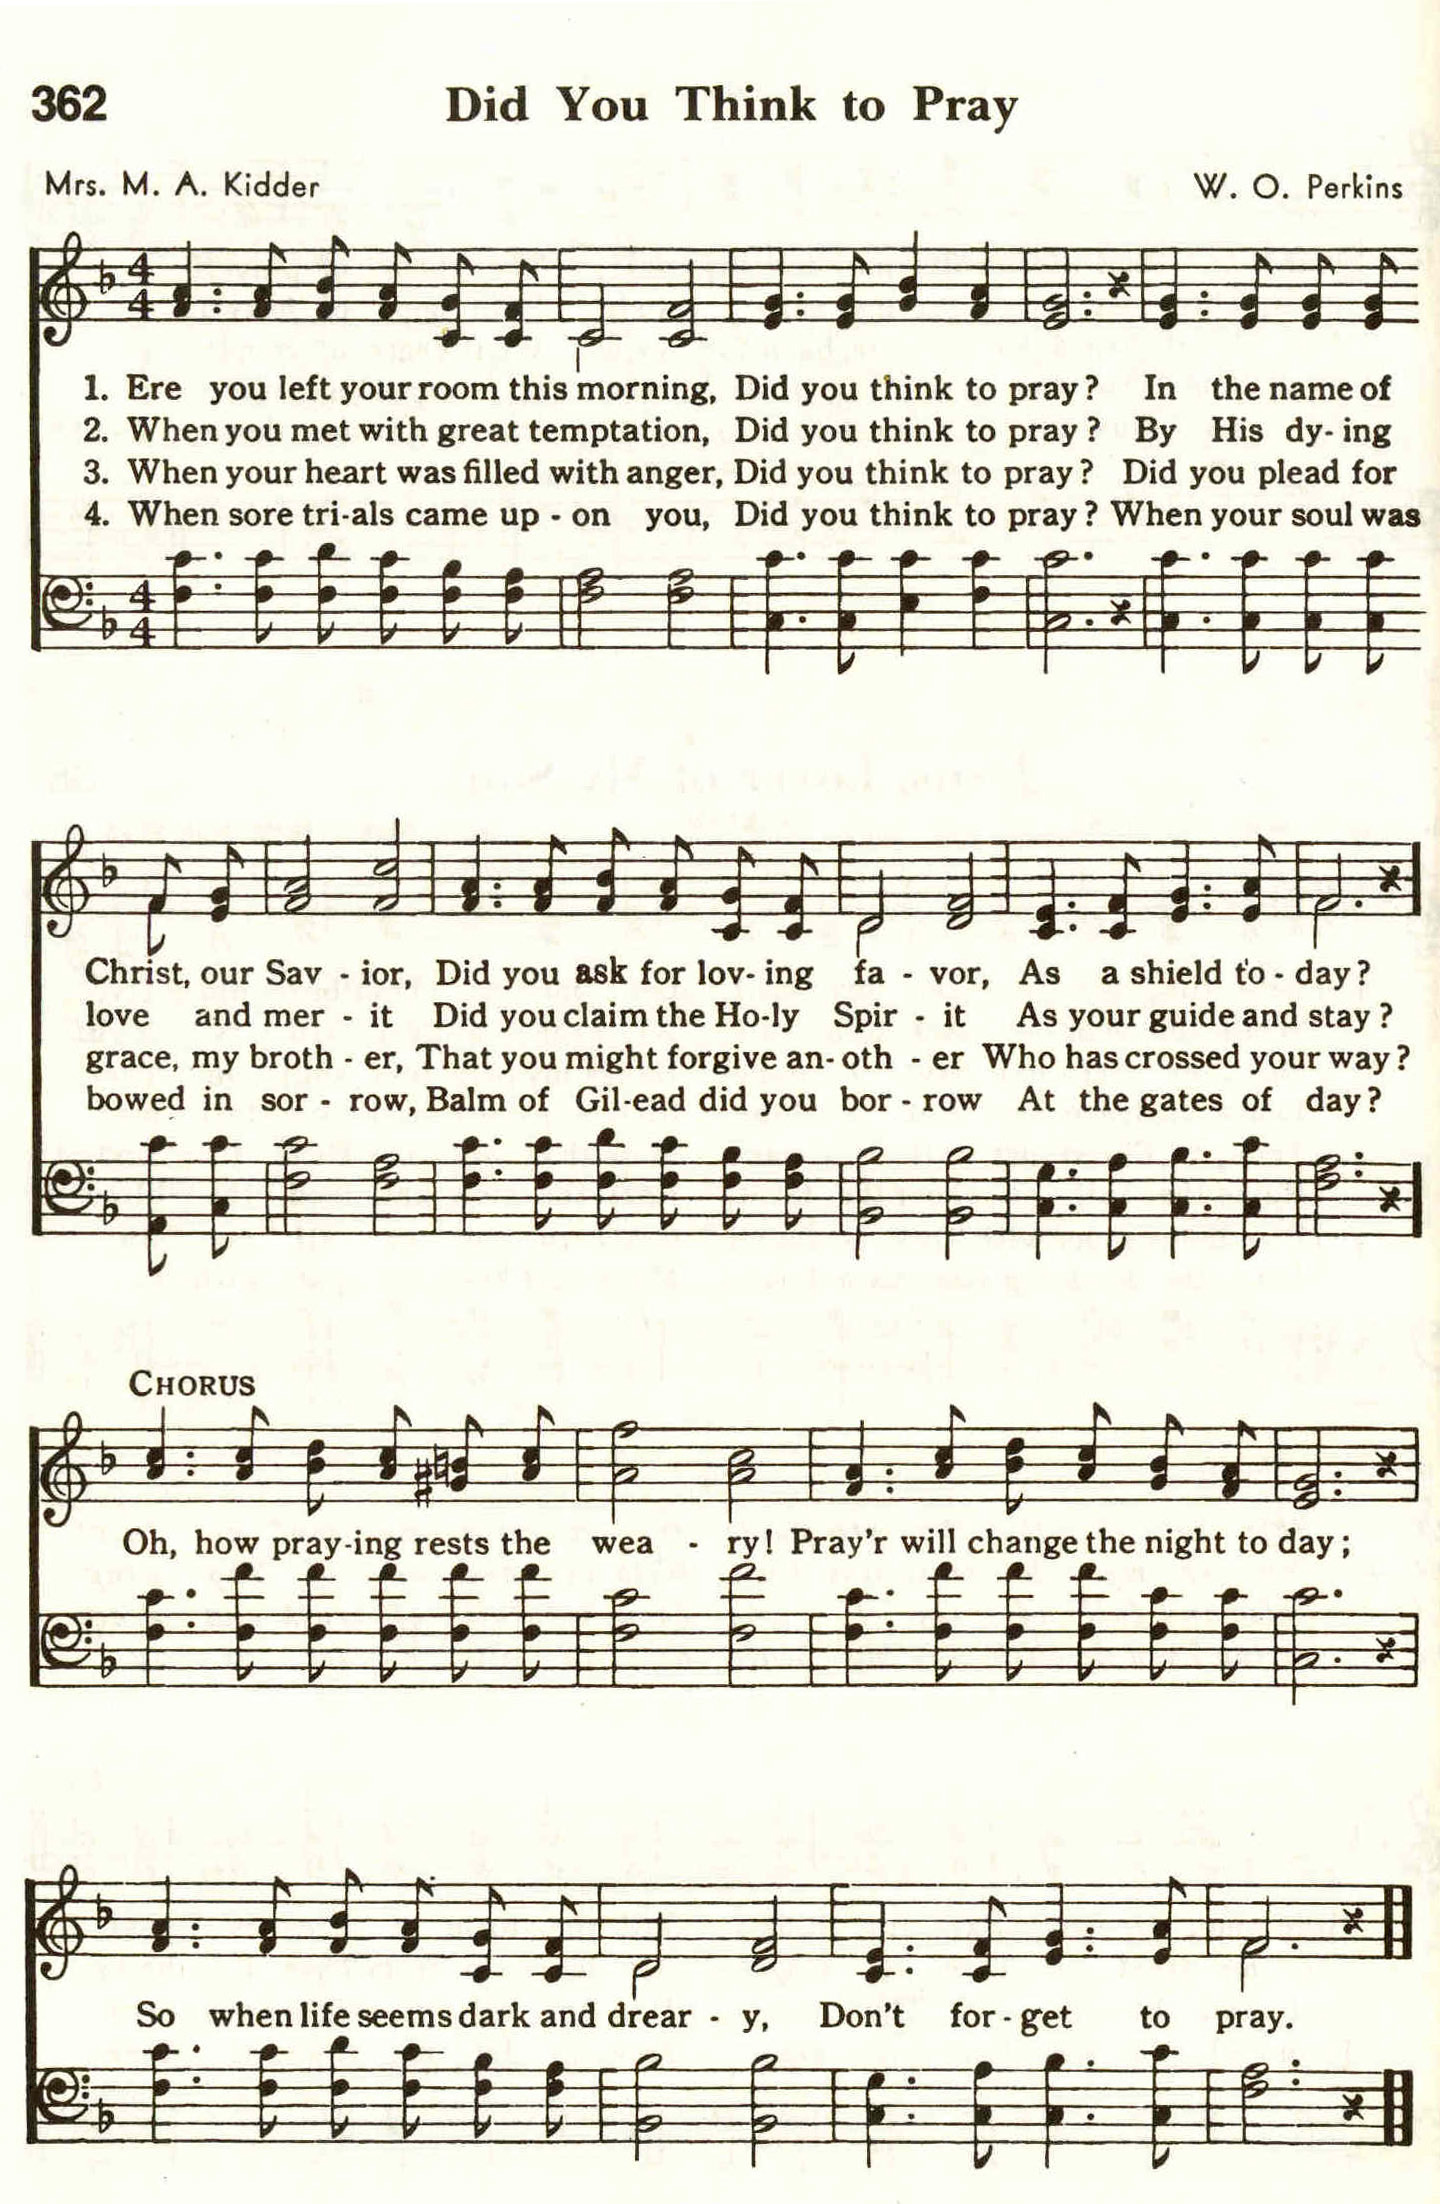 362 Did You Think to Pray
Mrs. M. A. Kidder W. O. Perkins
1. Ere you left your room this morning, Did you think to pray? In the name of
2. When you met with great temptation, Did you think to pray? By His dy-ing
3. When your heart was filled with anger, Did you think to pray? Did you plead for
4. When sore tri-als came up-on you, Did you think to pray? When your soul was
Christ, our Sav-ior, Did you ask for lov-ing fa-vor, As a shield to-day?
love and mer-it Did you claim the Ho-ly Spir-it As your guide and stay?
grace, my broth-er, That you might forgive an-oth-er Who has crossed your way?
bowed in sor-row, Balm of Gil-ead did you bor-row At the gates of day?
CHORUS
Oh, how pray-ing rests the wea-ry! Pray'r will change the night to day;
So when life seems dark and drear-y, Don't for-get to pray.